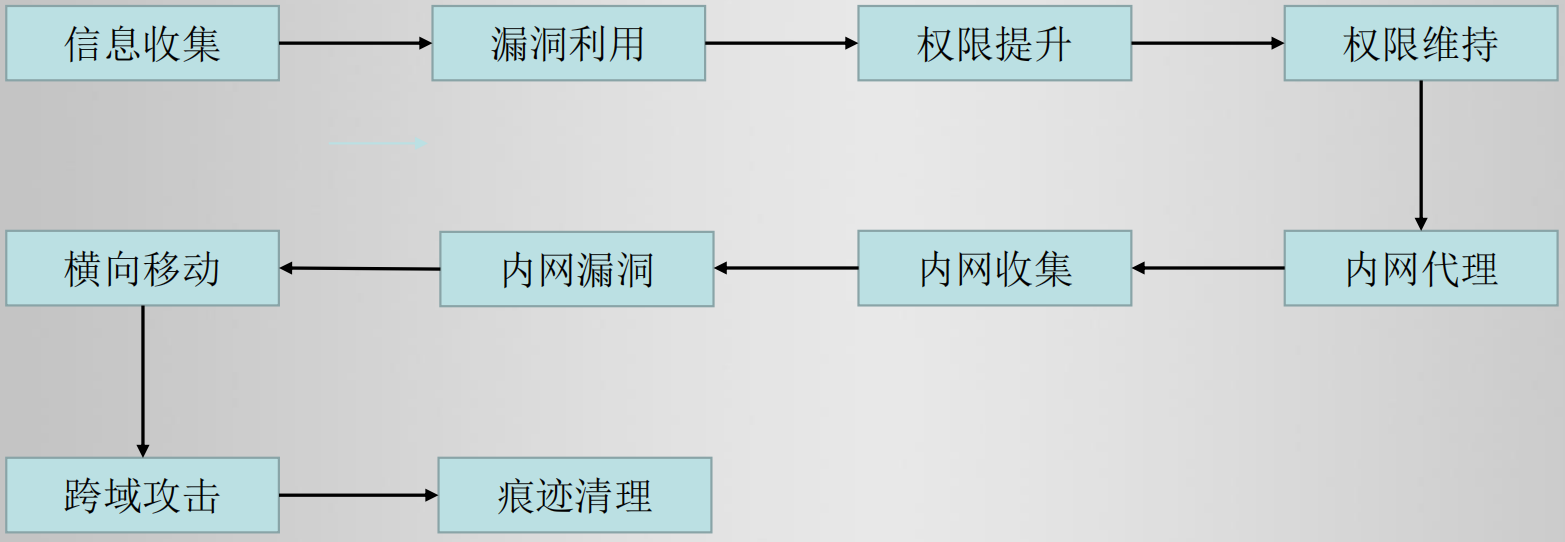 信息收集
漏洞利用
权限提升
权限维持
内网代理
内网收集
内网漏洞
横向移动
跨域攻击
痕迹清理